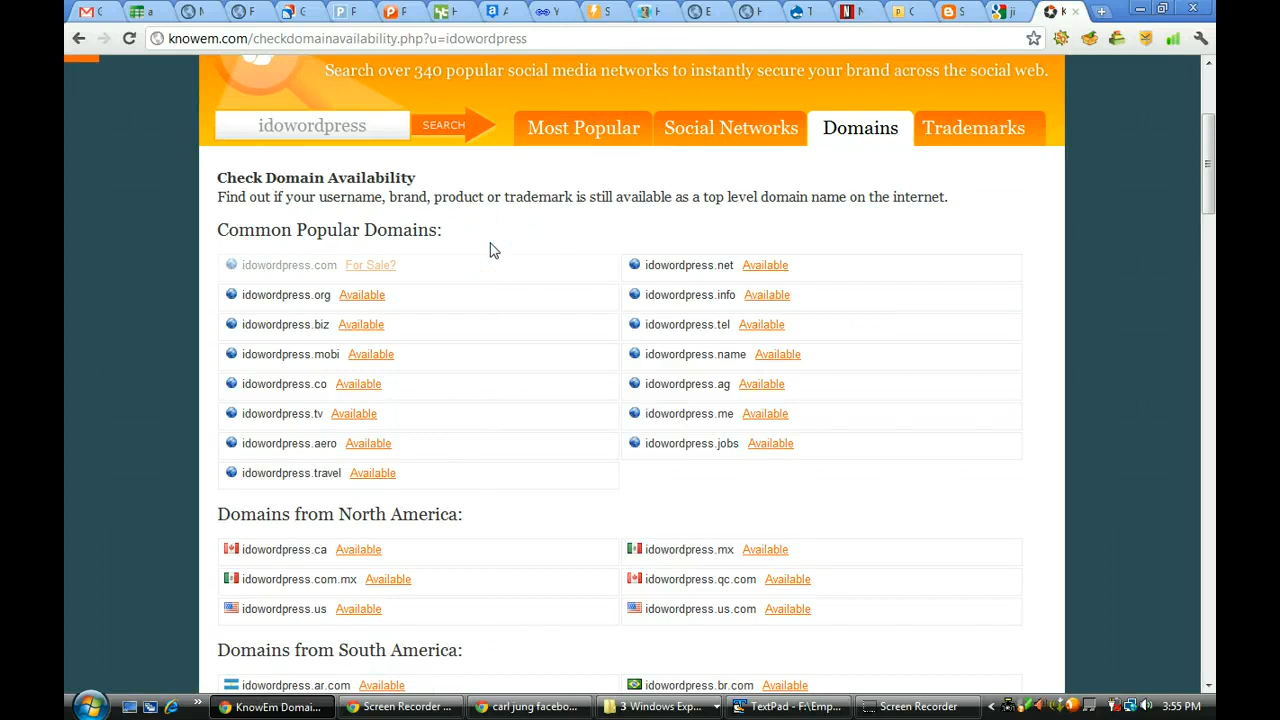 knowem.com/checkdomainavailability.php?u=idowordpress
Search over 340 popular social media networks to instantly secure your brand across the social web.
idowordpress
SEARCH
Most Popular
Social Networks
Domains
Trademarks
Check Domain Availability
Find out if your username, brand, product or trademark is still available as a top level domain name on the internet.
Common Popular Domains:
idowordpress.com For Sale?
idowordpress.net Available
idowordpress.org Available
idowordpress.info Available
idowordpress.biz Available
idowordpress.tel Available
idowordpress.mobi Available
idowordpress.name Available
idowordpress.co Available
idowordpress.ag Available
idowordpress.tv Available
idowordpress.me Available
idowordpress.aero Available
idowordpress.jobs Available
idowordpress.travel Available
Domains from North America:
idowordpress.ca Available
idowordpress.mx Available
idowordpress.com.mx Available
idowordpress.qc.com Available
idowordpress.us Available
idowordpress.us.com Available
Domains from South America:
idowordpress.ar.com Available
idowordpress.br.com Available
KnowEm Domai...
Screen Recorder ...
carl jung facebo...
3 Windows Exp...
TextPad - F:\Emp...
Screen Recorder
3:55 PM